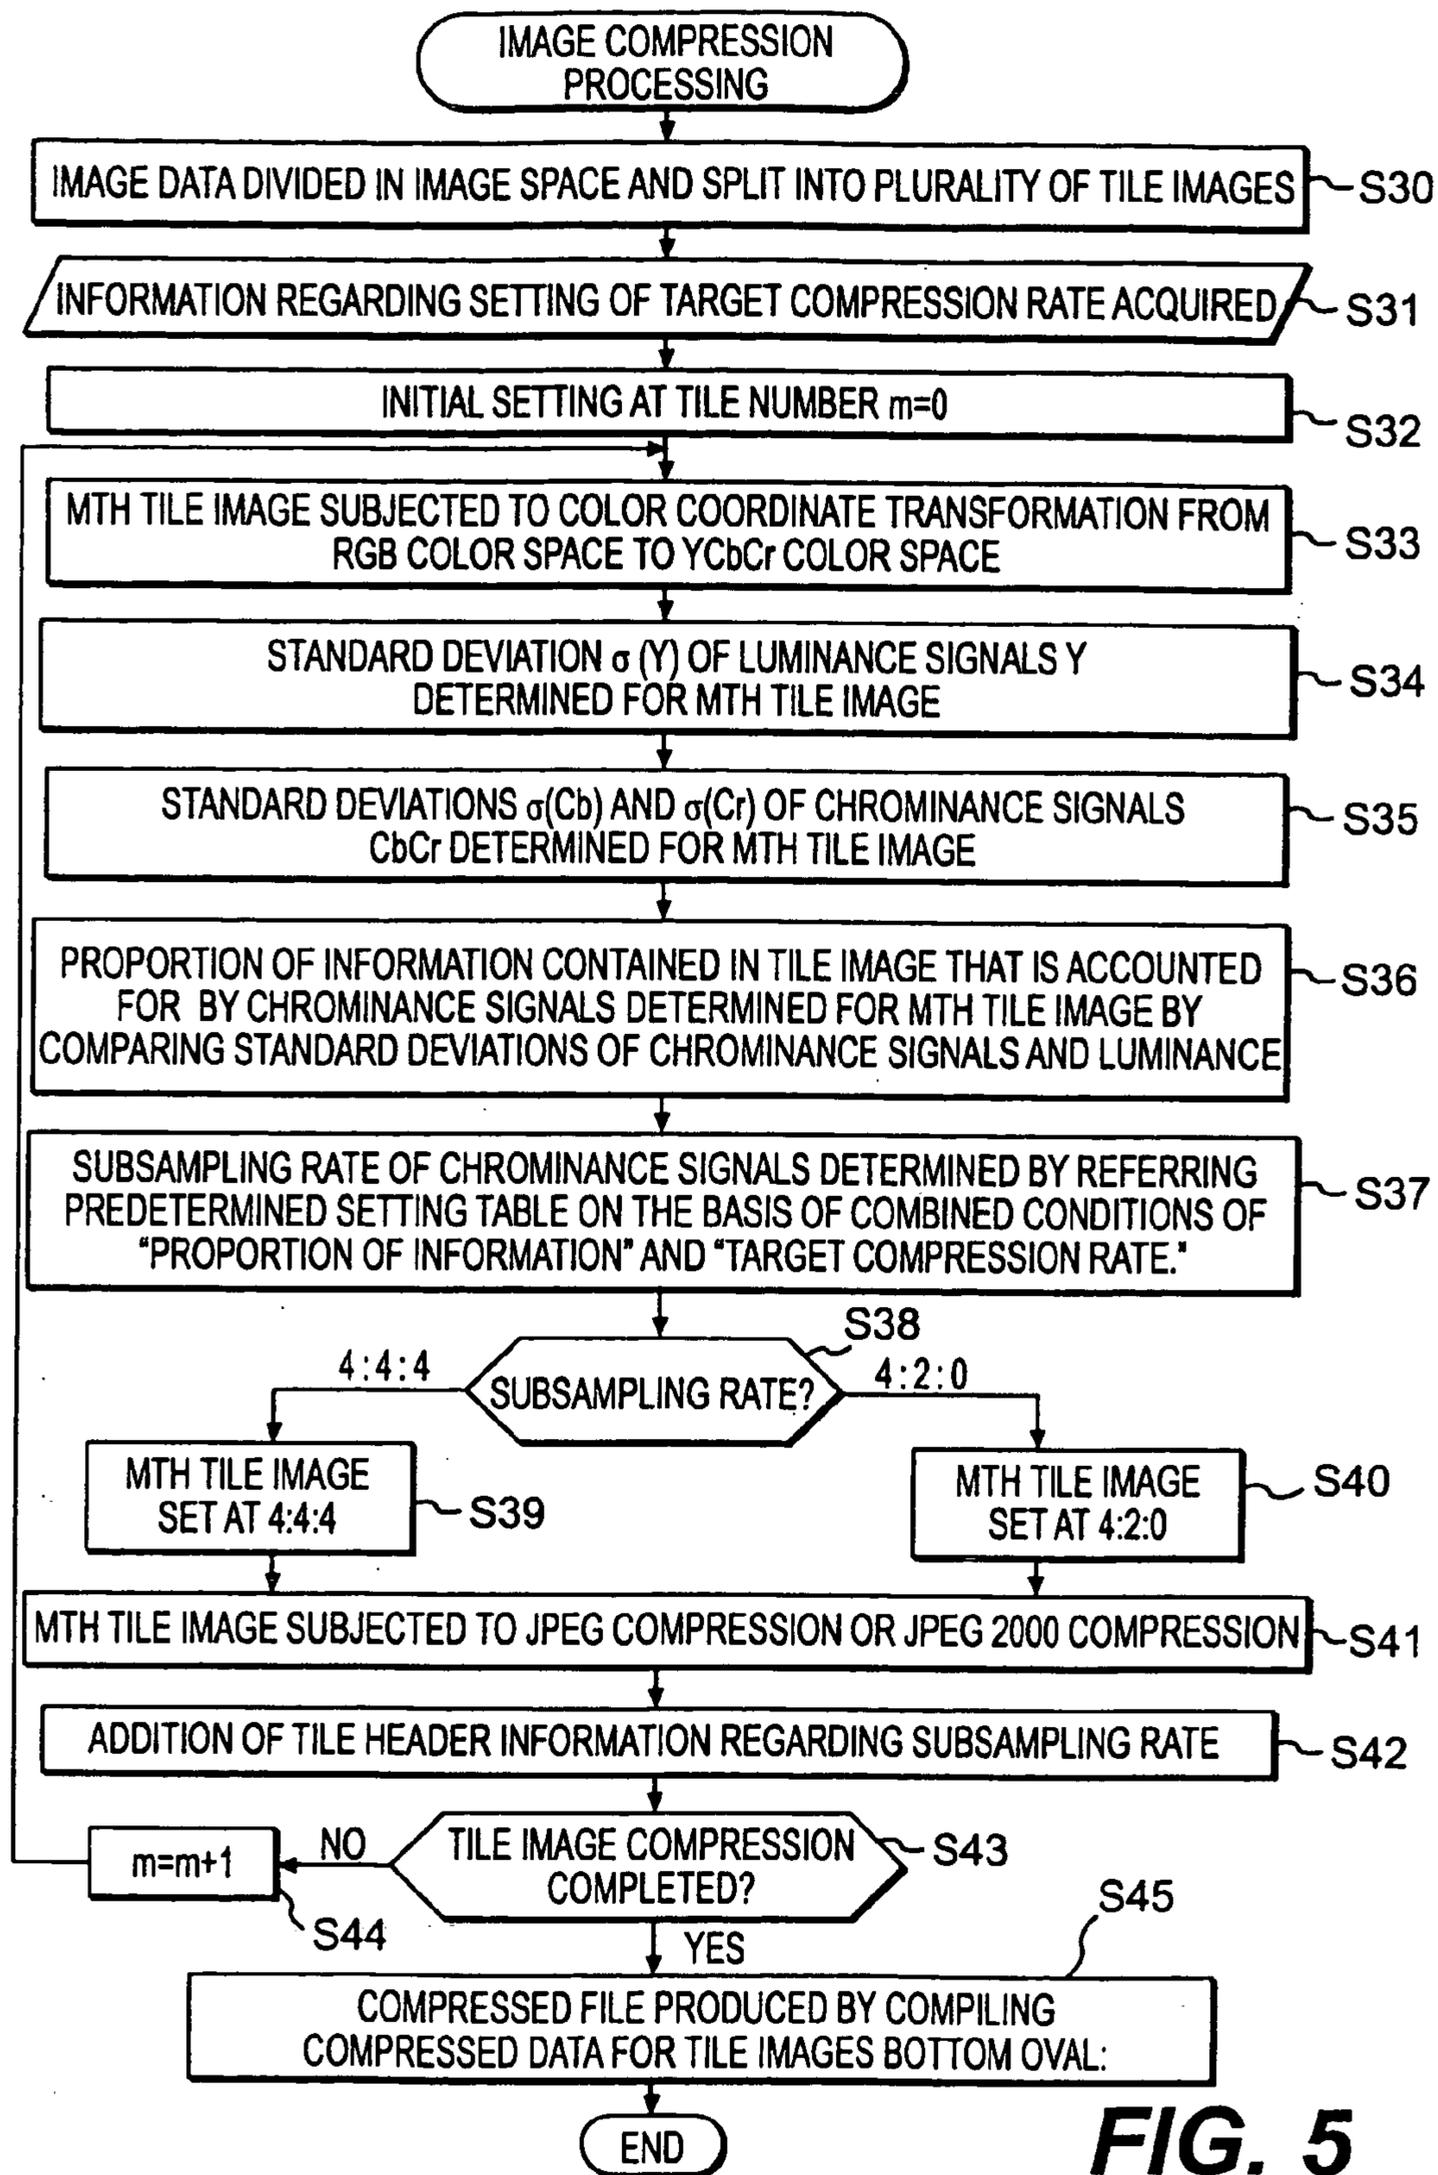 IMAGE COMPRESSION
PROCESSING
IMAGE DATA DIVIDED IN IMAGE SPACE AND SPLIT INTO PLURALITY OF TILE IMAGES
S30
INFORMATION REGARDING SETTING OF TARGET COMPRESSION RATE ACQUIRED
S31
INITIAL SETTING AT TILE NUMBER m=0
S32
MTH TILE IMAGE SUBJECTED TO COLOR COORDINATE TRANSFORMATION FROM
RGB COLOR SPACE TO YCbCr COLOR SPACE
S33
STANDARD DEVIATION σ (Y) OF LUMINANCE SIGNALS Y
DETERMINED FOR MTH TILE IMAGE
S34
STANDARD DEVIATIONS σ(Cb) AND σ(Cr) OF CHROMINANCE SIGNALS
CbCr DETERMINED FOR MTH TILE IMAGE
S35
PROPORTION OF INFORMATION CONTAINED IN TILE IMAGE THAT IS ACCOUNTED
FOR BY CHROMINANCE SIGNALS DETERMINED FOR MTH TILE IMAGE BY
COMPARING STANDARD DEVIATIONS OF CHROMINANCE SIGNALS AND LUMINANCE
S36
SUBSAMPLING RATE OF CHROMINANCE SIGNALS DETERMINED BY REFERRING
PREDETERMINED SETTING TABLE ON THE BASIS OF COMBINED CONDITIONS OF
"PROPORTION OF INFORMATION" AND "TARGET COMPRESSION RATE."
S37
S38
4:4:4
SUBSAMPLING RATE?
4:2:0
MTH TILE IMAGE
SET AT 4:4:4
S39
MTH TILE IMAGE
SET AT 4:2:0
S40
MTH TILE IMAGE SUBJECTED TO JPEG COMPRESSION OR JPEG 2000 COMPRESSION
S41
ADDITION OF TILE HEADER INFORMATION REGARDING SUBSAMPLING RATE
S42
TILE IMAGE COMPRESSION
COMPLETED?
S43
NO
m=m+1
S44
YES
S45
COMPRESSED FILE PRODUCED BY COMPILING
COMPRESSED DATA FOR TILE IMAGES BOTTOM OVAL:
END
FIG. 5